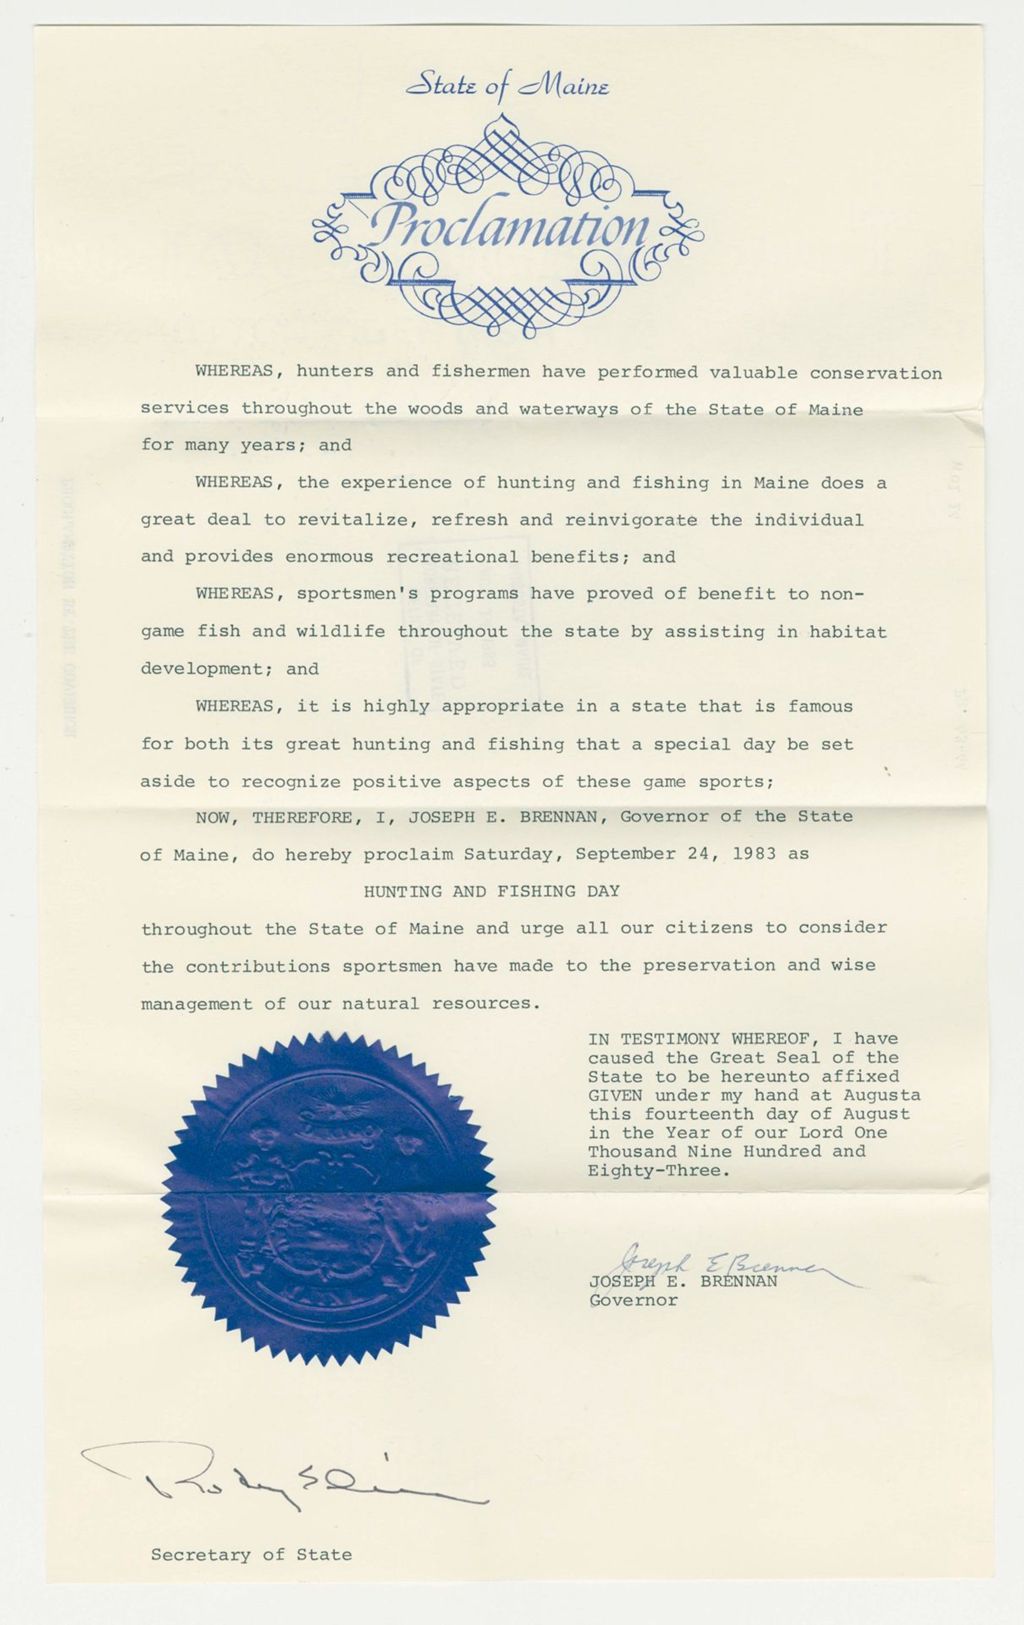 State of Maine
Proclamation
WHEREAS, hunters and fishermen have performed valuable conservation
services throughout the woods and waterways of the State of Maine
for many years; and
WHEREAS, the experience of hunting and fishing in Maine does a
great deal to revitalize, refresh and reinvigorate the individual
and provides enormous recreational benefits; and
WHEREAS, sportsmen's programs have proved of benefit to non-
game fish and wildlife throughout the state by assisting in habitat
development; and
WHEREAS, it is highly appropriate in a state that is famous
for both its great hunting and fishing that a special day be set
aside to recognize positive aspects of these game sports;
NOW, THEREFORE, I, JOSEPH E. BRENNAN, Governor of the State
of Maine, do hereby proclaim Saturday, September 24, 1983 as
HUNTING AND FISHING DAY
throughout the State of Maine and urge all our citizens to consider
the contributions sportsmen have made to the preservation and wise
management of our natural resources.
IN TESTIMONY WHEREOF, I have
caused the Great Seal of the
State to be hereunto affixed
GIVEN under my hand at Augusta
this fourteenth day of August
in the Year of our Lord One
Thousand Nine Hundred and
Eighty-Three.
MAINE
Joseph E Brennan
JOSEPH E. BRENNAN
Governor
Secretary of State